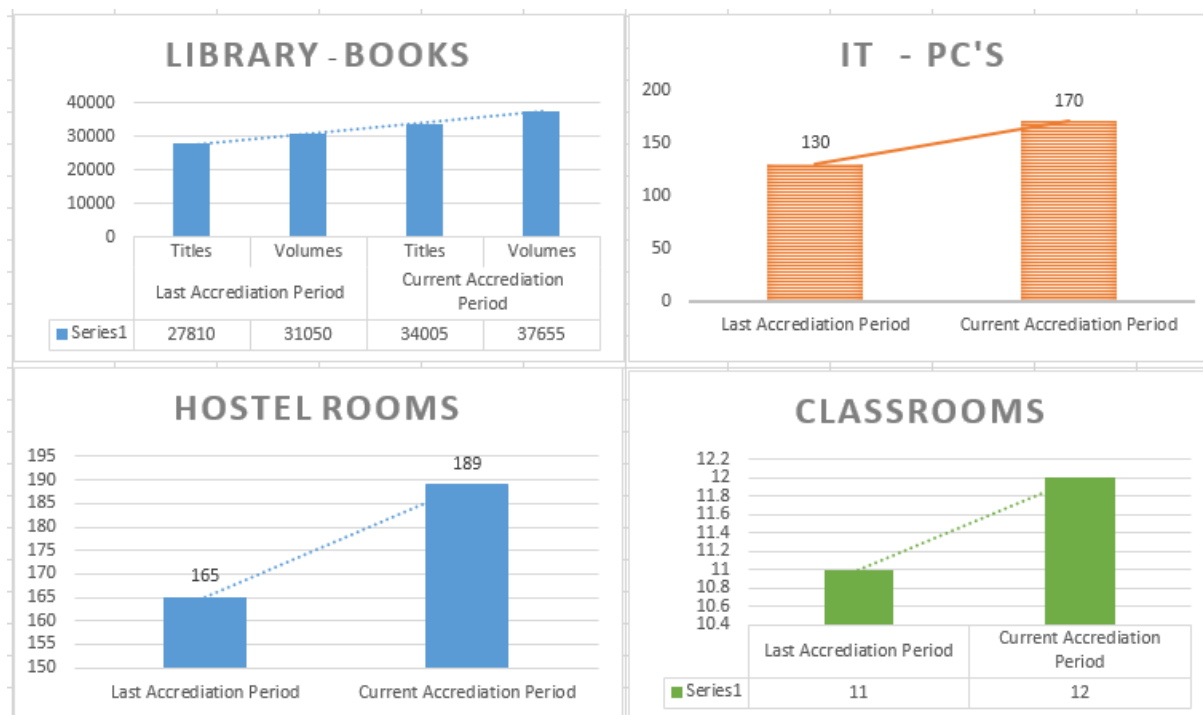 LIBRARY - BOOKS
40000
30000
20000
10000
0
Titles Volumes Titles Volumes
Last Accrediation Period Current Accrediation
Period
Series1 27810 31050 34005 37655
IT - PC'S
200
150
100
50
0
130
170
Last Accrediation Period Current Accrediation Period
HOSTEL ROOMS
195
190
185
180
175
170
165
160
155
150
165
189
Last Accrediation Period Current Accrediation Period
CLASSROOMS
12.2
12
11.8
11.6
11.4
11.2
11
10.8
10.6
10.4
Last Accrediation Period Current Accrediation
Period
Series1 11 12